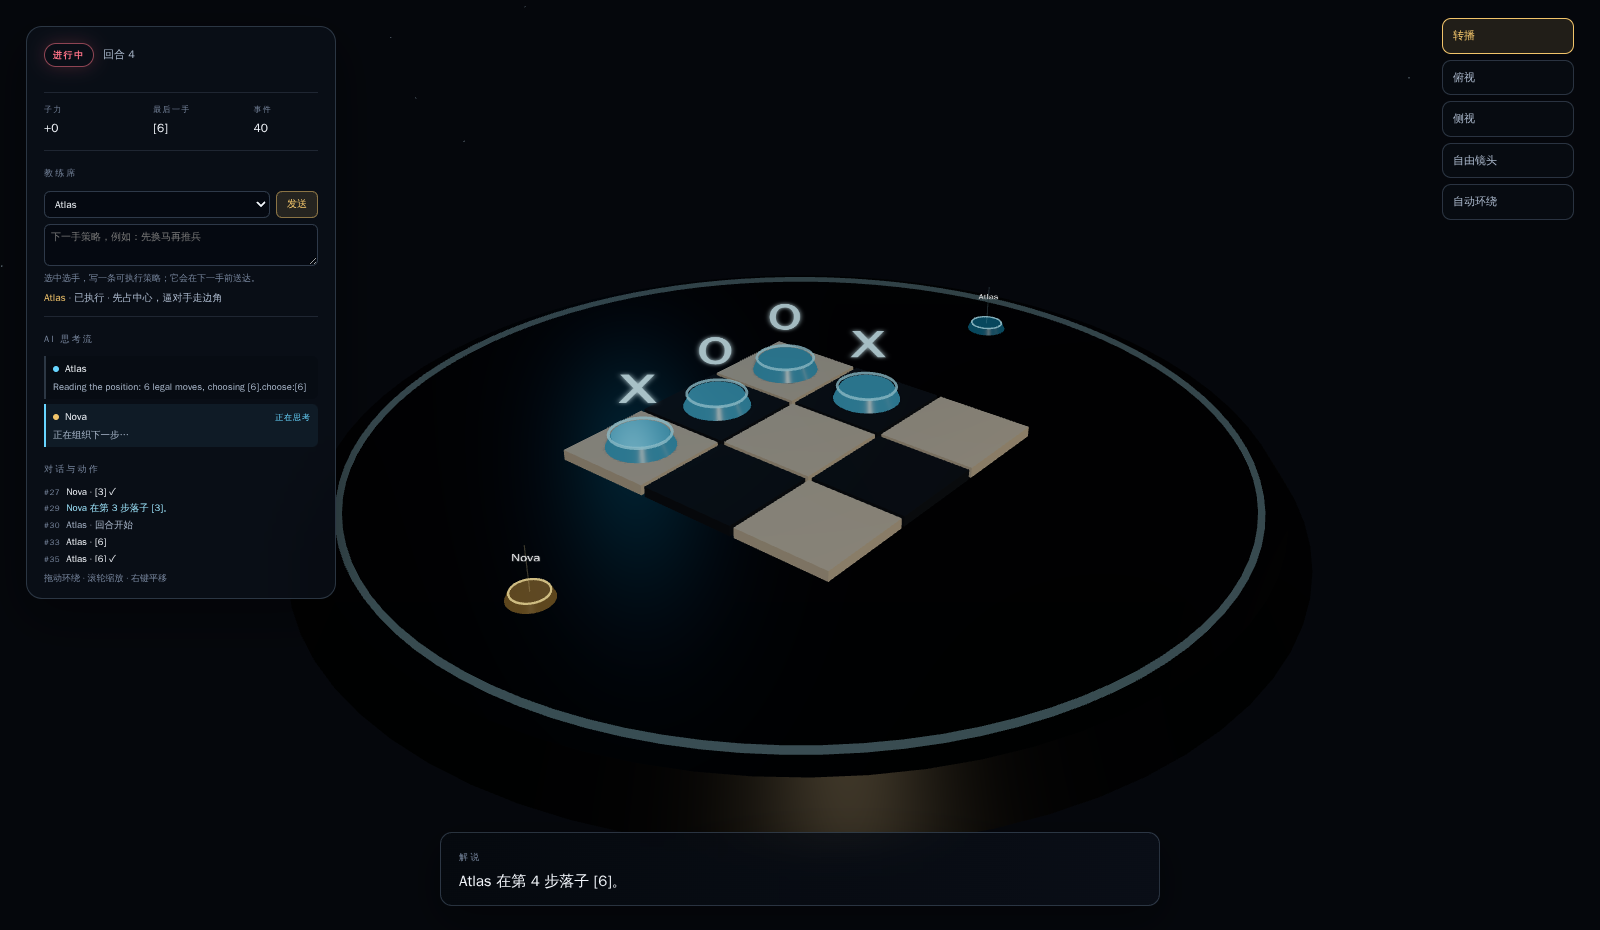 进行中 回合 4
子力 最后一手 事件
+0 [6] 40
教练席
Atlas 发送
下一手策略，例如：先换马再推兵
选中选手，写一条可执行策略；它会在下一手前送达。
Atlas · 已执行 · 先占中心，逼对手走边角
AI 思考流
Atlas
Reading the position: 6 legal moves, choosing [6].choose:[6]
Nova 正在思考
正在组织下一步…
对话与动作
#27 Nova · [3] ✓
#29 Nova 在第 3 步落子 [3]。
#30 Atlas · 回合开始
#33 Atlas · [6]
#35 Atlas · [6] ✓
拖动环绕 · 滚轮缩放 · 右键平移
转播
俯视
侧视
自由镜头
自动环绕
Atlas
O
O
X
X
Nova
解说
Atlas 在第 4 步落子 [6]。